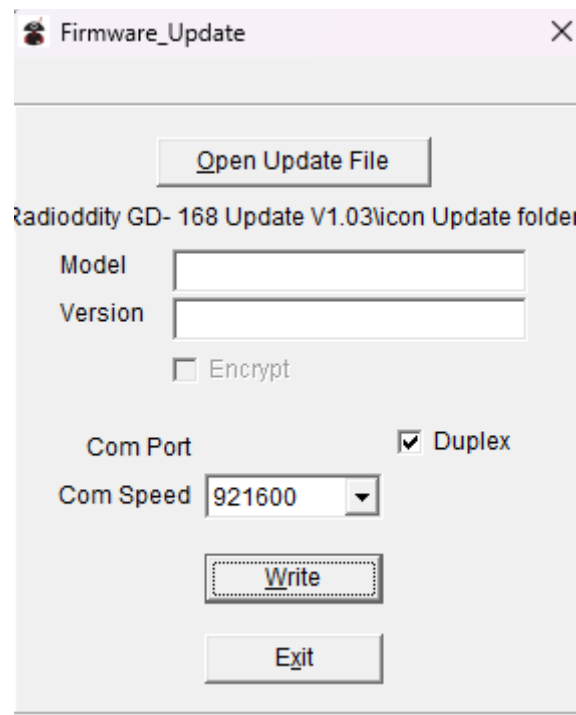 Firmware_Update
Open Update File
Radioddity GD- 168 Update V1.03\icon Update folder
Model
Version
Encrypt
Com Port
Duplex
Com Speed 921600
Write
Exit